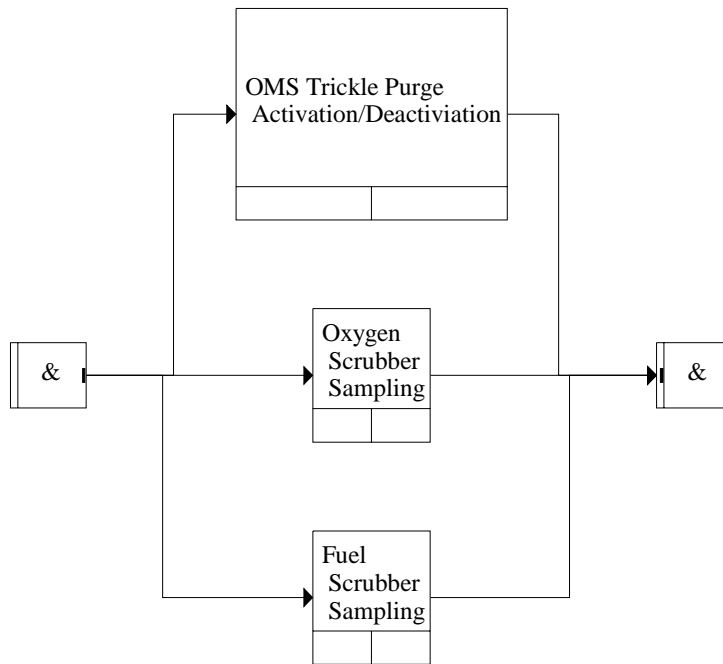 OMS Trickle Purge
Activation/Deactiviation
&
Oxygen
Scrubber
Sampling
&
Fuel
Scrubber
Sampling